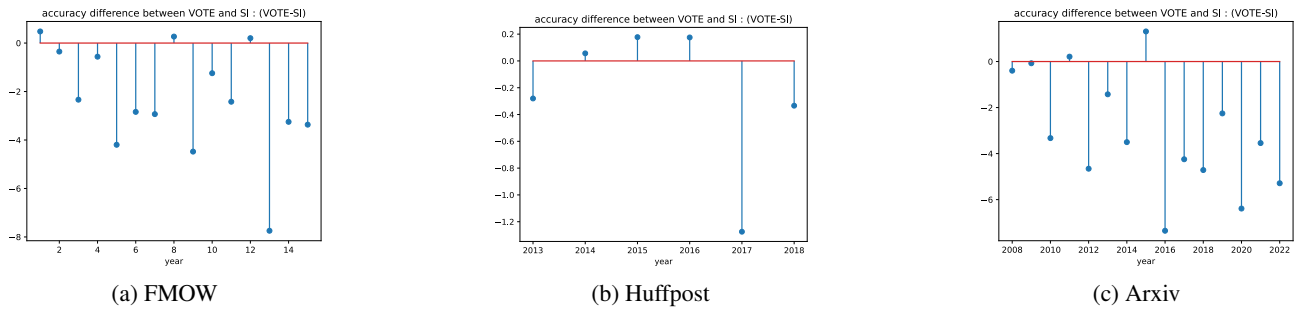 accuracy difference between VOTE and SI : (VOTE-SI)
0
−2
−4
−6
−8
2 4 6 8 10 12 14
year
(a) FMOW
accuracy difference between VOTE and SI : (VOTE-SI)
0.2
0.0
−0.2
−0.4
−0.6
−0.8
−1.0
−1.2
2013 2014 2015 2016 2017 2018
year
(b) Huffpost
accuracy difference between VOTE and SI : (VOTE-SI)
0
−2
−4
−6
2008 2010 2012 2014 2016 2018 2020 2022
year
(c) Arxiv